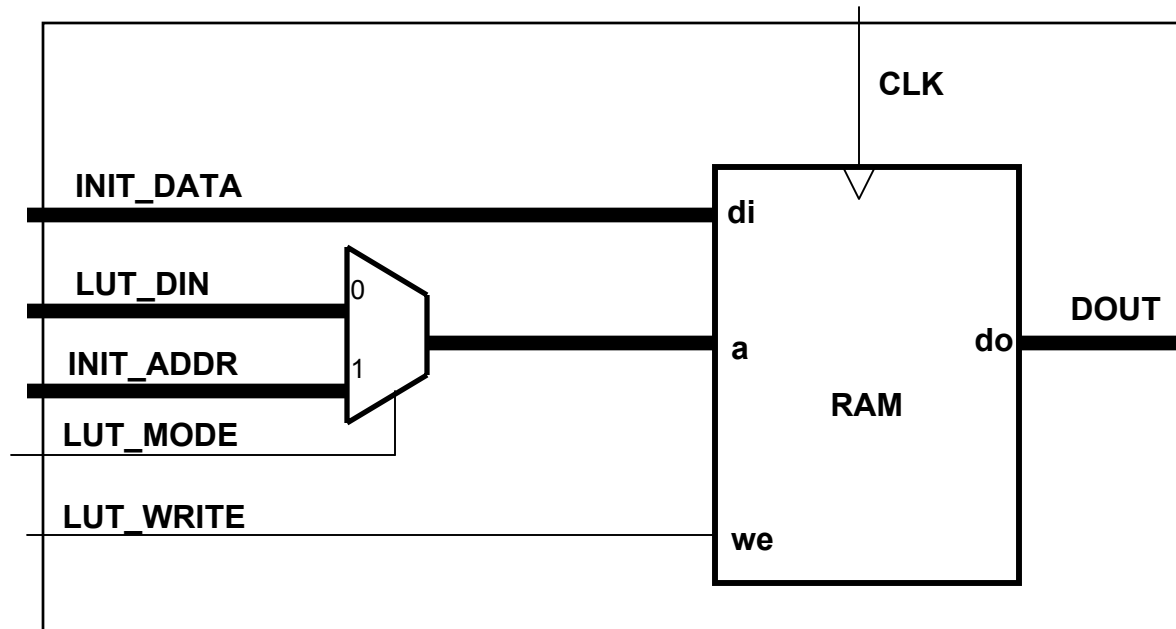 CLK
INIT_DATA
di
LUT_DIN
0
DOUT
a
do
INIT_ADDR
1
RAM
LUT_MODE
LUT_WRITE
we